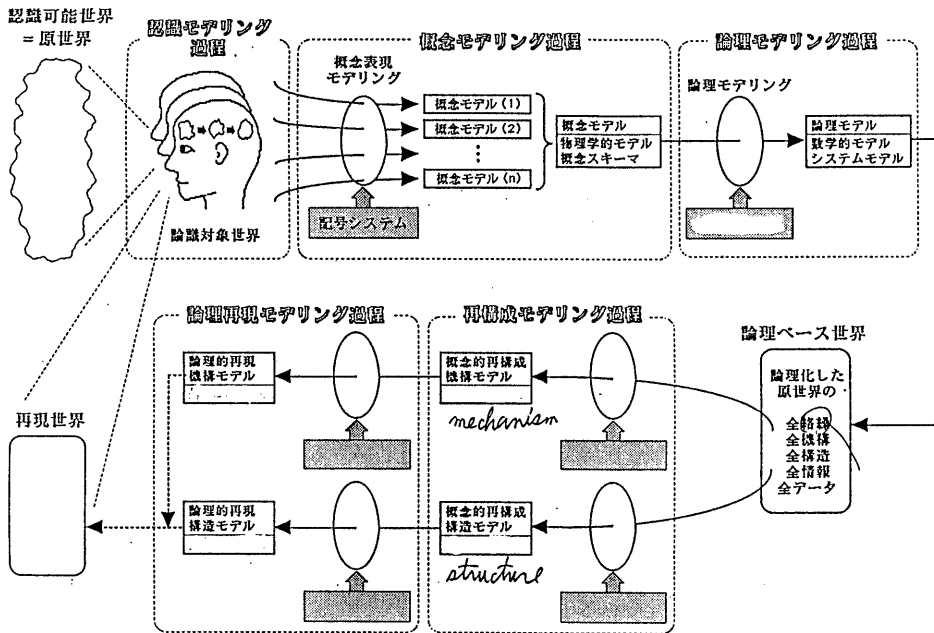 認識可能世界
=原世界
認識モデリング
過程
論識対象世界
概念モデリング過程
概念表現
モデリング
記号システム
概念モデル(1)
概念モデル(2)
⋮
概念モデル(n)
概念モデル
物理学的モデル
概念スキーマ
論理モデリング過程
論理モデリング
論理モデル
数学的モデル
システムモデル
論理再現モデリング過程
論理的再現
機構モデル
論理的再現
構造モデル
再構成モデリング過程
概念的再構成
機構モデル
mechanism
概念的再構成
構造モデル
structure
論理ベース世界
論理化した
原世界の
全機構
全構造
全情報
全データ
再現世界